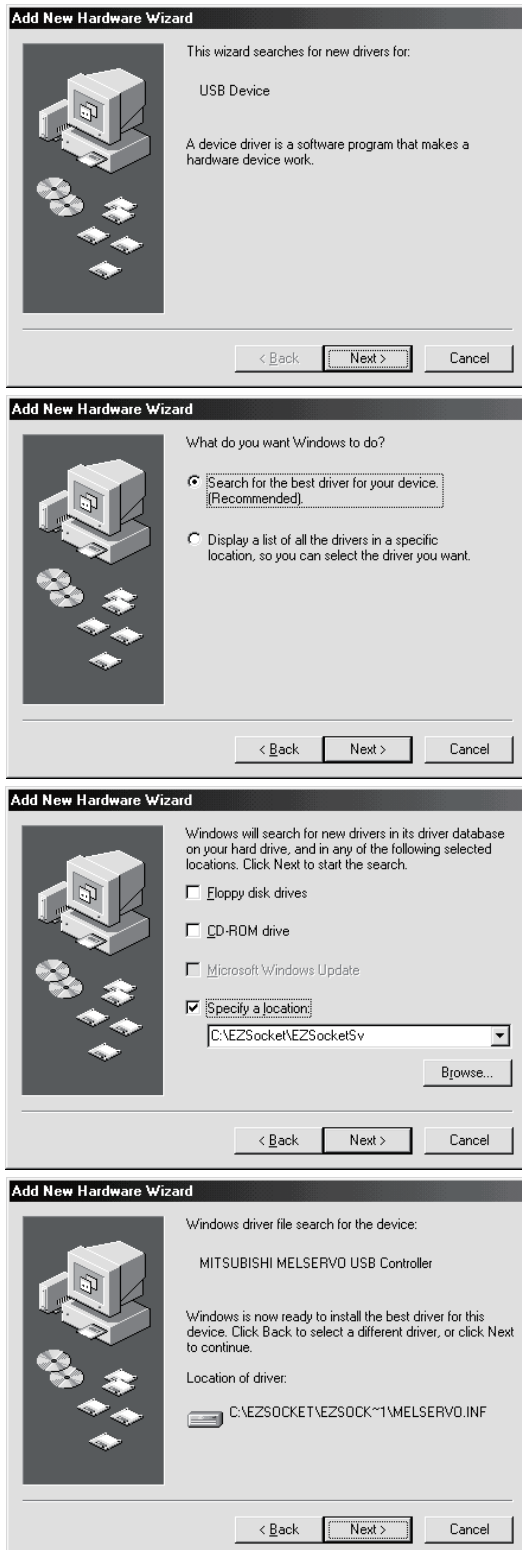 Add New Hardware Wizard
This wizard searches for new drivers for:
USB Device
A device driver is a software program that makes a
hardware device work.
< Back
Next >
Cancel
Add New Hardware Wizard
What do you want Windows to do?
Search for the best driver for your device.
(Recommended).
Display a list of all the drivers in a specific
location, so you can select the driver you want.
< Back
Next >
Cancel
Add New Hardware Wizard
Windows will search for new drivers in its driver database
on your hard drive, and in any of the following selected
locations. Click Next to start the search.
Floppy disk drives
CD-ROM drive
Microsoft Windows Update
Specify a location:
C:\EZSocket\EZSocketSv
Browse...
< Back
Next >
Cancel
Add New Hardware Wizard
Windows driver file search for the device:
MITSUBISHI MELSERVO USB Controller
Windows is now ready to install the best driver for this
device. Click Back to select a different driver, or click Next
to continue.
Location of driver:
C:\EZSOCKET\EZSOCK~1\MELSERVO.INF
< Back
Next >
Cancel